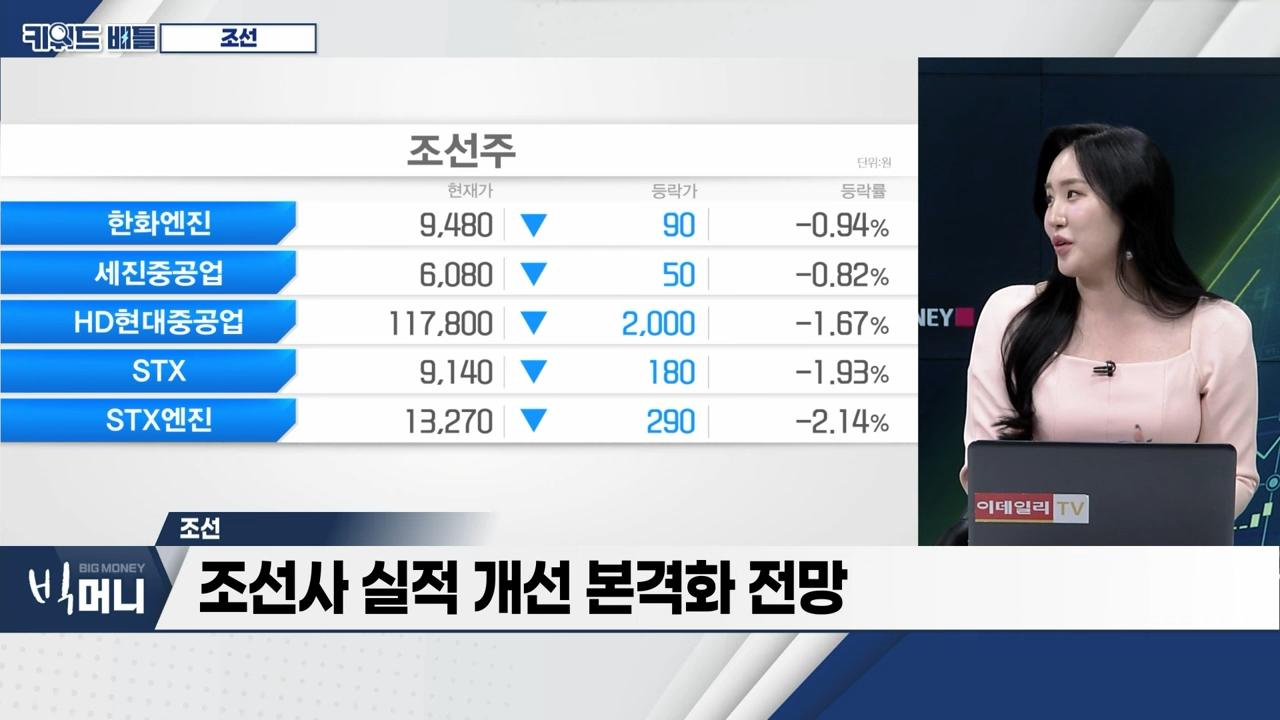 키워드 배틀 조선
조선주
단위:원
현재가 등락가 등락률
한화엔진 9,480 ▼ 90 -0.94%
세진중공업 6,080 ▼ 50 -0.82%
HD현대중공업 117,800 ▼ 2,000 -1.67%
STX 9,140 ▼ 180 -1.93%
STX엔진 13,270 ▼ 290 -2.14%
NEY
이데일리 TV
조선
BIG MONEY
빅머니
조선사 실적 개선 본격화 전망